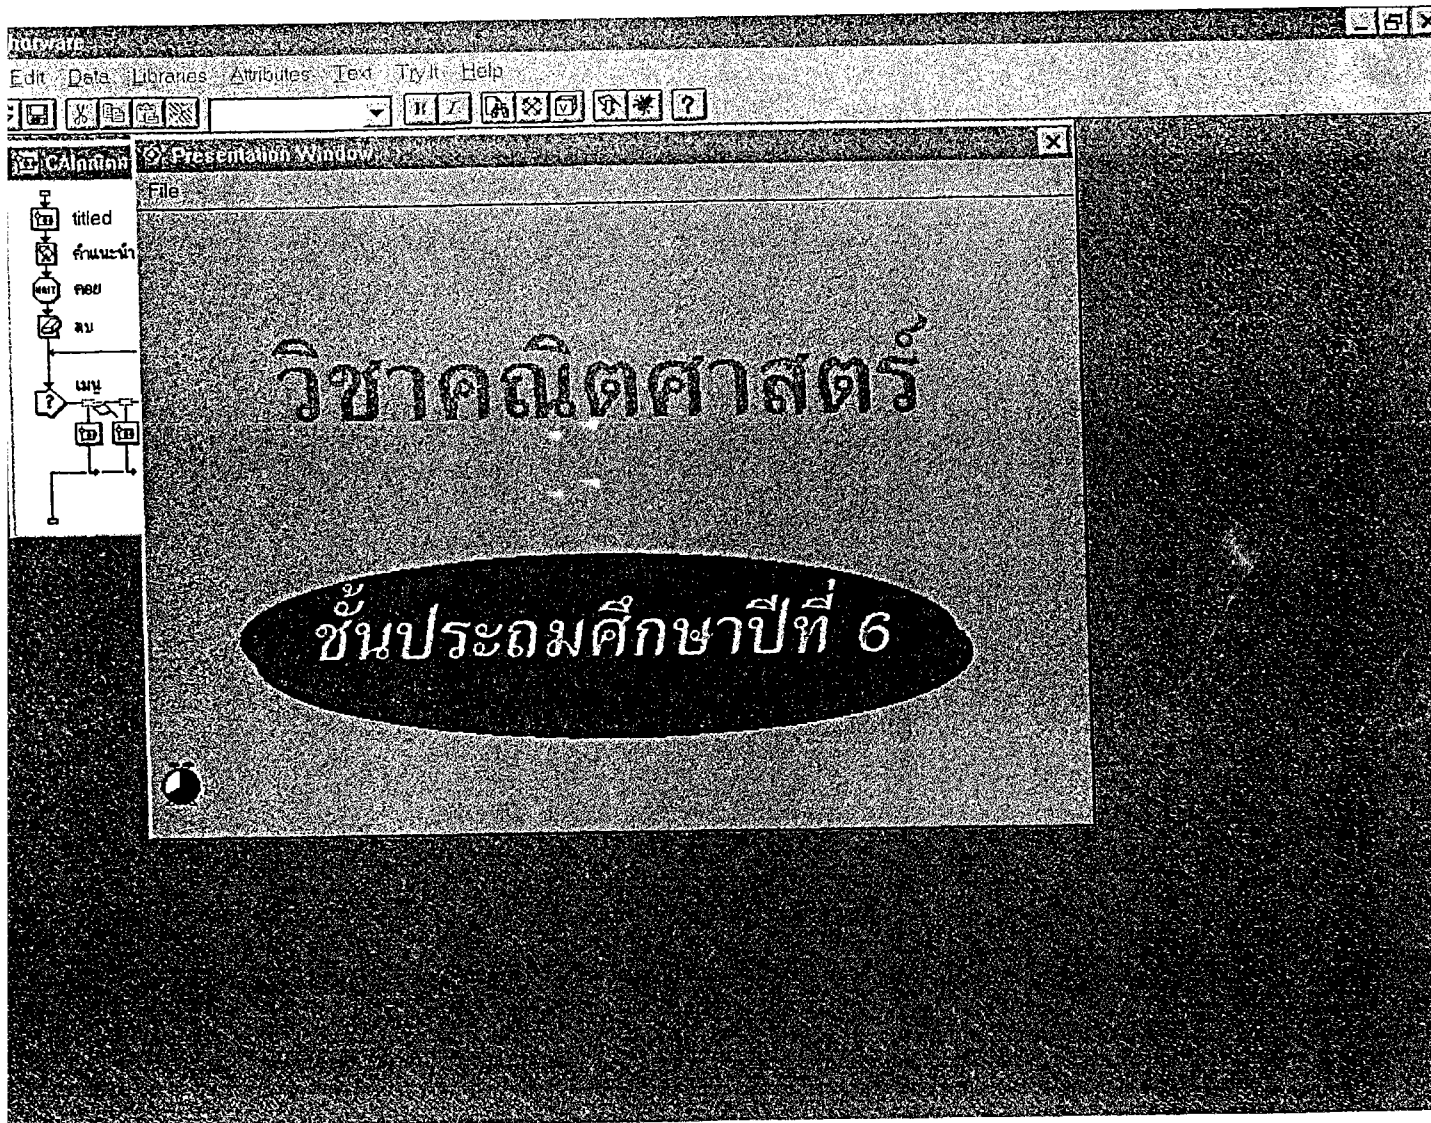 Edit Data Libraries Attributes Text Try It Help
Presentation Window
File
titled
คำแนะนำ
WAIT คอย
ลบ
เมนู
วิชาคณิตศาสตร์
ชั้นประถมศึกษาปีที่ 6